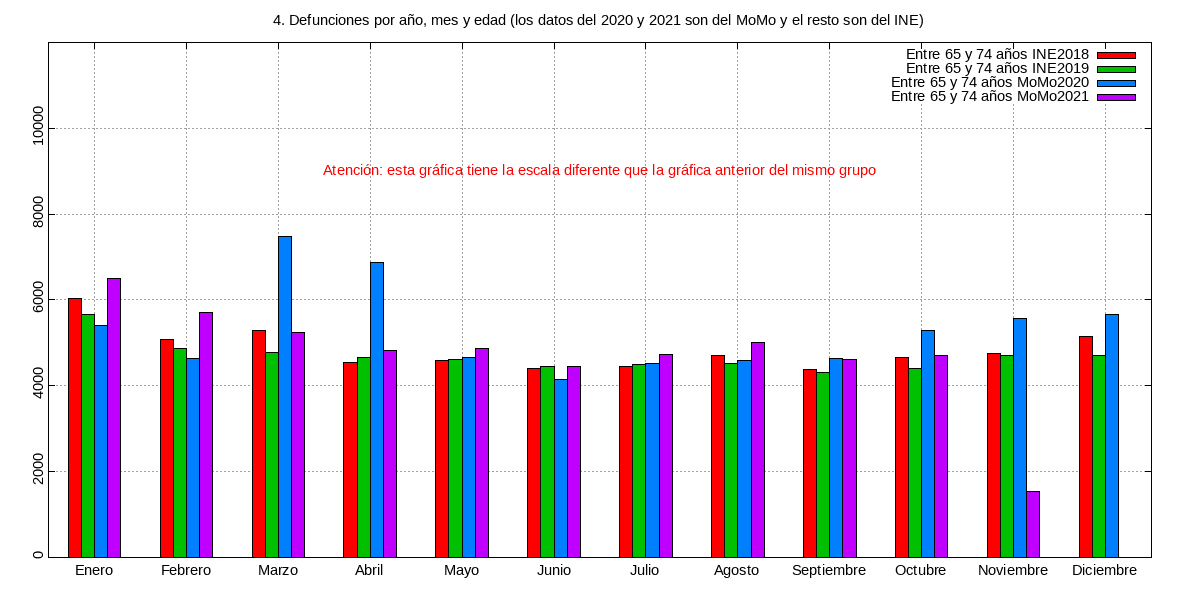 4. Defunciones por año, mes y edad (los datos del 2020 y 2021 son del MoMo y el resto son del INE)
Entre 65 y 74 años INE2018
Entre 65 y 74 años INE2019
Entre 65 y 74 años MoMo2020
Entre 65 y 74 años MoMo2021
Atención: esta gráfica tiene la escala diferente que la gráfica anterior del mismo grupo
10000
8000
6000
4000
2000
0
Enero Febrero Marzo Abril Mayo Junio Julio Agosto Septiembre Octubre Noviembre Diciembre